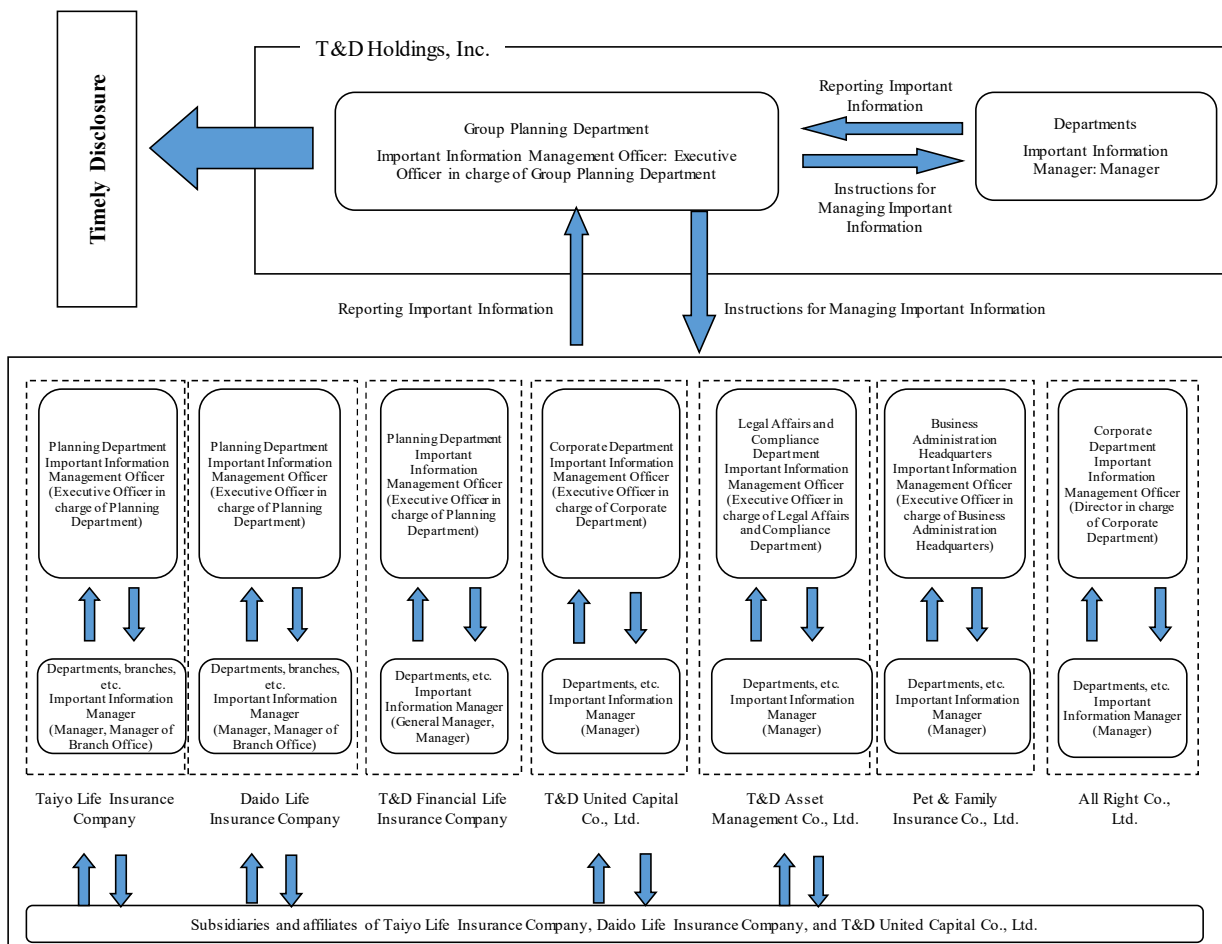 T&D Holdings, Inc.
Timely Disclosure
Group Planning Department
Important Information Management Officer: Executive
Officer in charge of Group Planning Department
Reporting Important
Information
Instructions for
Managing Important
Information
Departments
Important Information
Manager: Manager
Reporting Important Information
Instructions for Managing Important Information
Planning Department
Important Information
Management Officer
(Executive Officer in
charge of Planning
Department)
Planning Department
Important Information
Management Officer
(Executive Officer in
charge of Planning
Department)
Planning Department
Important
Information
Management Officer
(Executive Officer in
charge of Planning
Department)
Corporate Department
Important Information
Management Officer
(Executive Officer in
charge of Corporate
Department)
Legal Affairs and
Compliance
Department
Important Information
Management Officer
(Executive Officer in
charge of Legal Affairs
and Compliance
Department)
Business
Administration
Headquarters
Important Information
Management Officer
(Executive Officer in
charge of Business
Administration
Headquarters)
Corporate
Department
Important
Information
Management Officer
(Director in charge
of Corporate
Department)
Departments, branches,
etc.
Important Information
Manager
(Manager, Manager of
Branch Office)
Departments, branches,
etc.
Important Information
Manager
(Manager, Manager of
Branch Office)
Departments, etc.
Important
Information Manager
(General Manager,
Manager)
Departments, etc.
Important Information
Manager
(Manager)
Departments, etc.
Important Information
Manager
(Manager)
Departments, etc.
Important Information
Manager
(Manager)
Departments, etc.
Important
Information Manager
(Manager)
Taiyo Life Insurance
Company
Daido Life
Insurance Company
T&D Financial Life
Insurance Company
T&D United Capital
Co., Ltd.
T&D Asset
Management Co., Ltd.
Pet & Family
Insurance Co., Ltd.
All Right Co.,
Ltd.
Subsidiaries and affiliates of Taiyo Life Insurance Company, Daido Life Insurance Company, and T&D United Capital Co., Ltd.